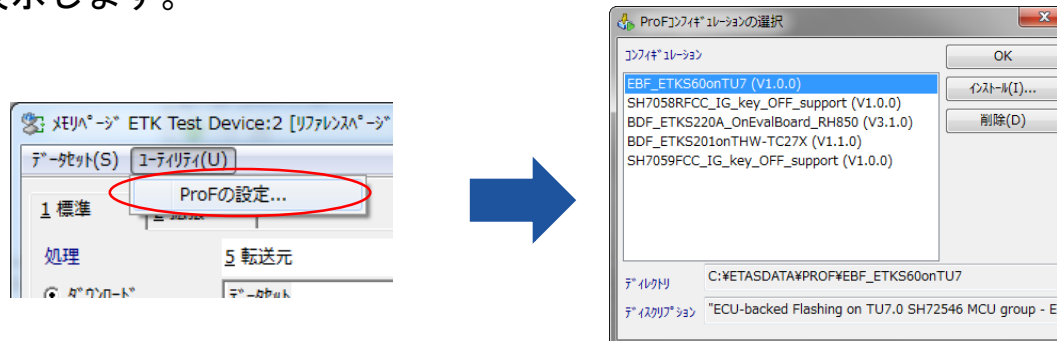 示します。
ﾒﾓﾘﾍﾟｰｼﾞ ETK Test Device:2 [ﾘﾌｧﾚﾝｽﾍﾟｰｼﾞ
ﾃﾞｰﾀｾｯﾄ(S) ﾕｰﾃｨﾘﾃｨ(U)
ProFの設定...
1 標準
処理
5 転送元
ﾀﾞｳﾝﾛｰﾄﾞ
ﾃﾞｰﾀｾｯﾄ
ProFｺﾝﾌｨｷﾞｭﾚｰｼｮﾝの選択
ｺﾝﾌｨｷﾞｭﾚｰｼｮﾝ
EBF_ETKS60onTU7 (V1.0.0)
SH7058RFCC_IG_key_OFF_support (V1.0.0)
BDF_ETKS220A_OnEvalBoard_RH850 (V3.1.0)
BDF_ETKS201onTHW-TC27X (V1.1.0)
SH7059FCC_IG_key_OFF_support (V1.0.0)
OK
ｲﾝｽﾄｰﾙ(I)...
削除(D)
ﾃﾞｨﾚｸﾄﾘ C:¥ETASDATA¥PROF¥EBF_ETKS60onTU7
ﾃﾞｨｽｸﾘﾌﾟｼｮﾝ "ECU-backed Flashing on TU7.0 SH72546 MCU group - E